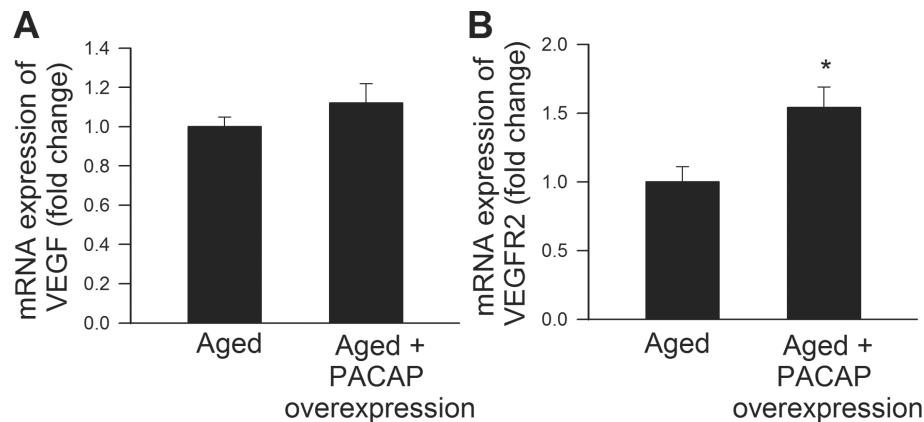 A
mRNA expression of
VEGF (fold change)
1.4
1.2
1.0
0.8
0.6
0.4
0.2
0.0
Aged
Aged +
PACAP
overexpression
B
mRNA expression of
VEGFR2 (fold change)
2.0
1.5
1.0
0.5
0.0
*
Aged
Aged +
PACAP
overexpression